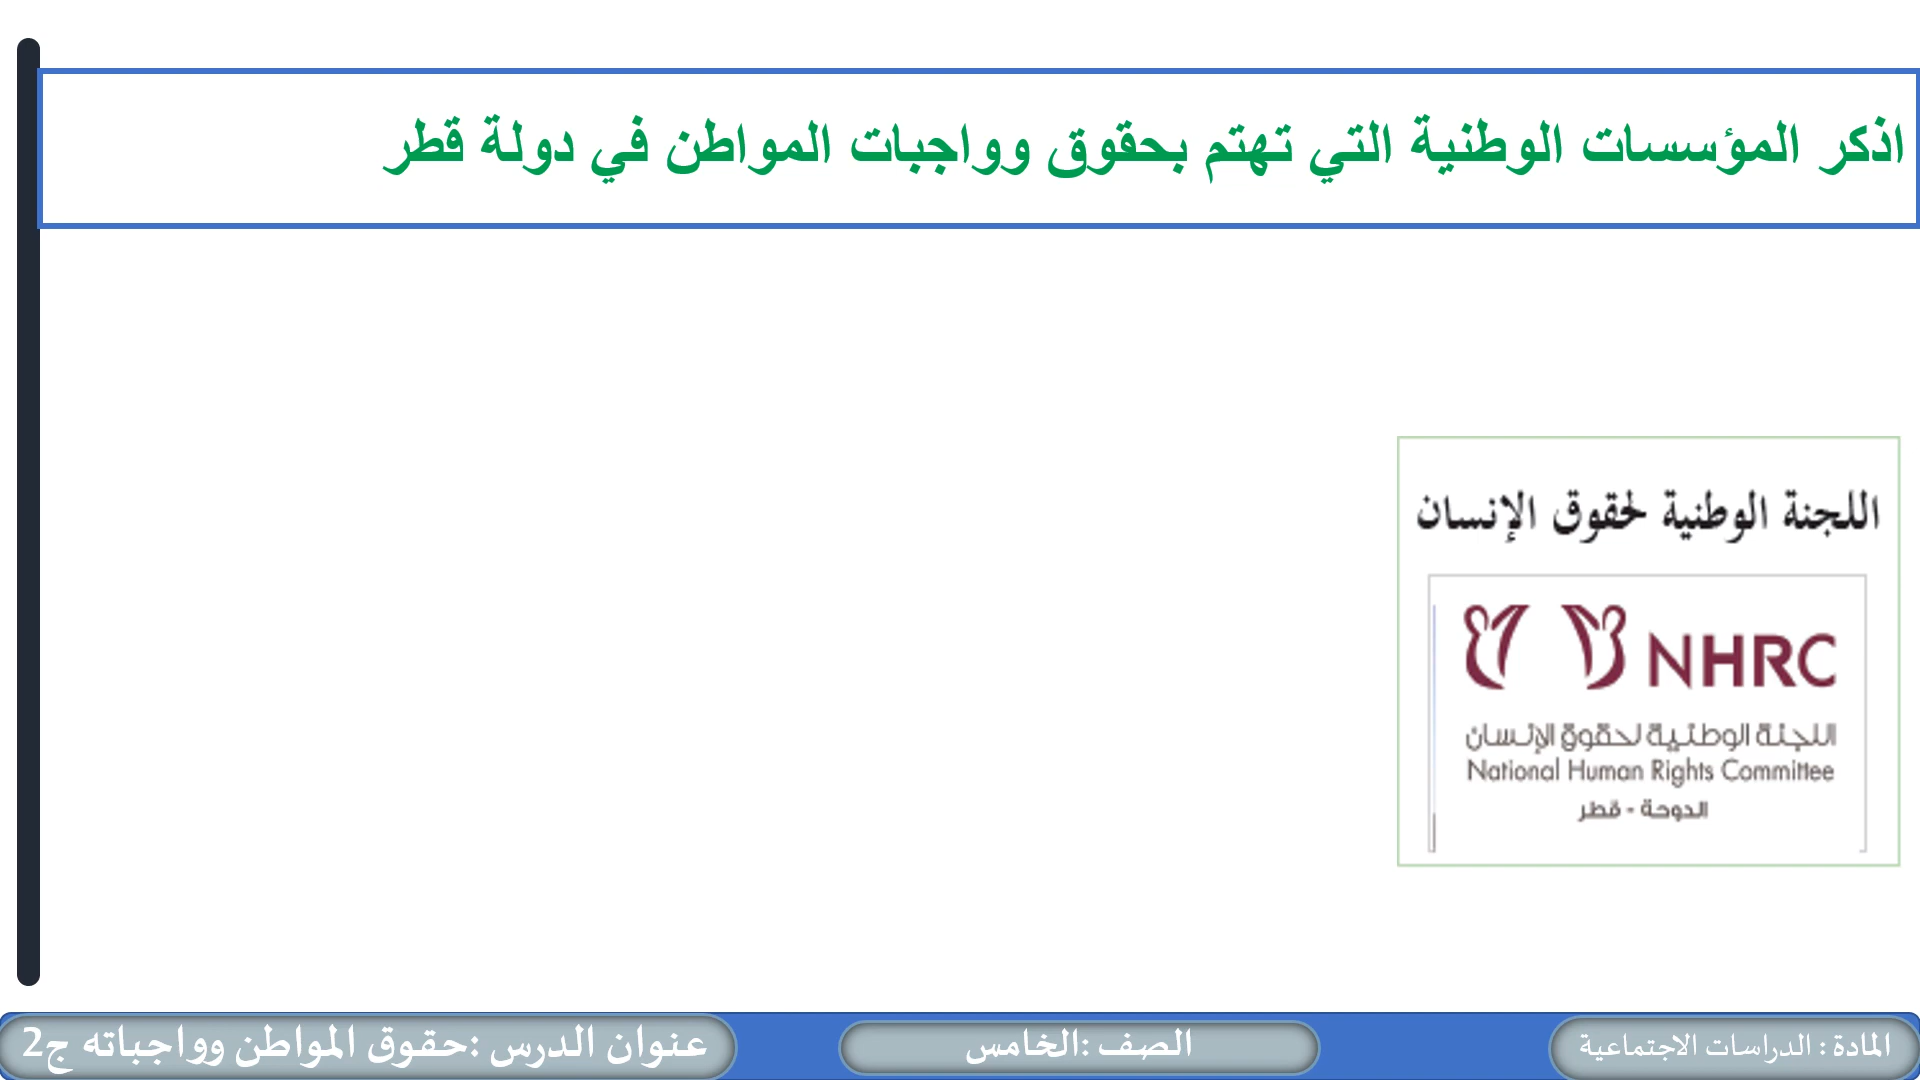 اذكر المؤسسات الوطنية التي تهتم بحقوق وواجبات المواطن في دولة قطر
اللجنة الوطنية لحقوق الإنسان
NHRC
اللجنة الوطنية لحقوق الإنسان
National Human Rights Committee
الدوحة - قطر
المادة : الدراسات الاجتماعية
الصف :الخامس
عنوان الدرس :حقوق المواطن وواجباته ج2